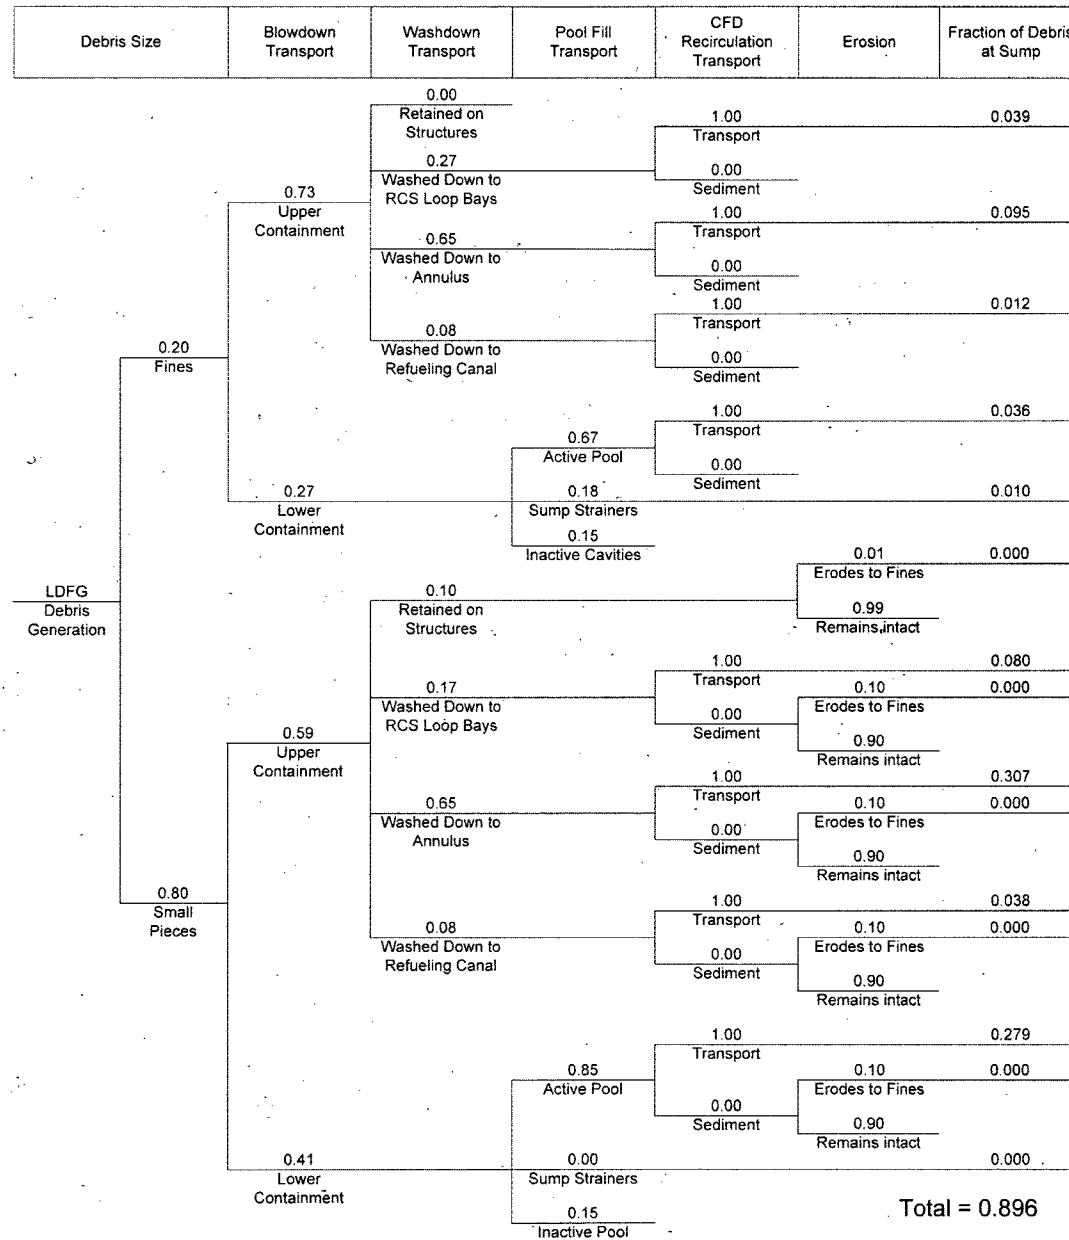 Debris Size
Blowdown
Transport
Washdown
Transport
Pool Fill
Transport
CFD
Recirculation
Transport
Erosion
Fraction of Debris
at Sump
0.00
Retained on
Structures
1.00
Transport
0.039
0.27
Washed Down to
RCS Loop Bays
0.00
Sediment
0.73
Upper
Containment
1.00
Transport
0.095
0.65
Washed Down to
Annulus
0.00
Sediment
1.00
Transport
0.012
0.08
Washed Down to
Refueling Canal
0.00
Sediment
0.20
Fines
1.00
Transport
0.036
0.67
Active Pool
0.00
Sediment
0.27
Lower
Containment
0.18
Sump Strainers
0.010
0.15
Inactive Cavities
LDFG
Debris
Generation
0.01
Erodes to Fines
0.000
0.10
Retained on
Structures
0.99
Remains intact
1.00
Transport
0.080
0.17
Washed Down to
RCS Loop Bays
0.10
Erodes to Fines
0.000
0.00
Sediment
0.90
Remains intact
0.59
Upper
Containment
1.00
Transport
0.307
0.65
Washed Down to
Annulus
0.10
Erodes to Fines
0.000
0.00
Sediment
0.90
Remains intact
0.80
Small
Pieces
1.00
Transport
0.038
0.08
Washed Down to
Refueling Canal
0.10
Erodes to Fines
0.000
0.00
Sediment
0.90
Remains intact
1.00
Transport
0.279
0.85
Active Pool
0.10
Erodes to Fines
0.000
0.00
Sediment
0.90
Remains intact
0.41
Lower
Containment
0.00
Sump Strainers
0.000
0.15
Inactive Pool
Total = 0.896